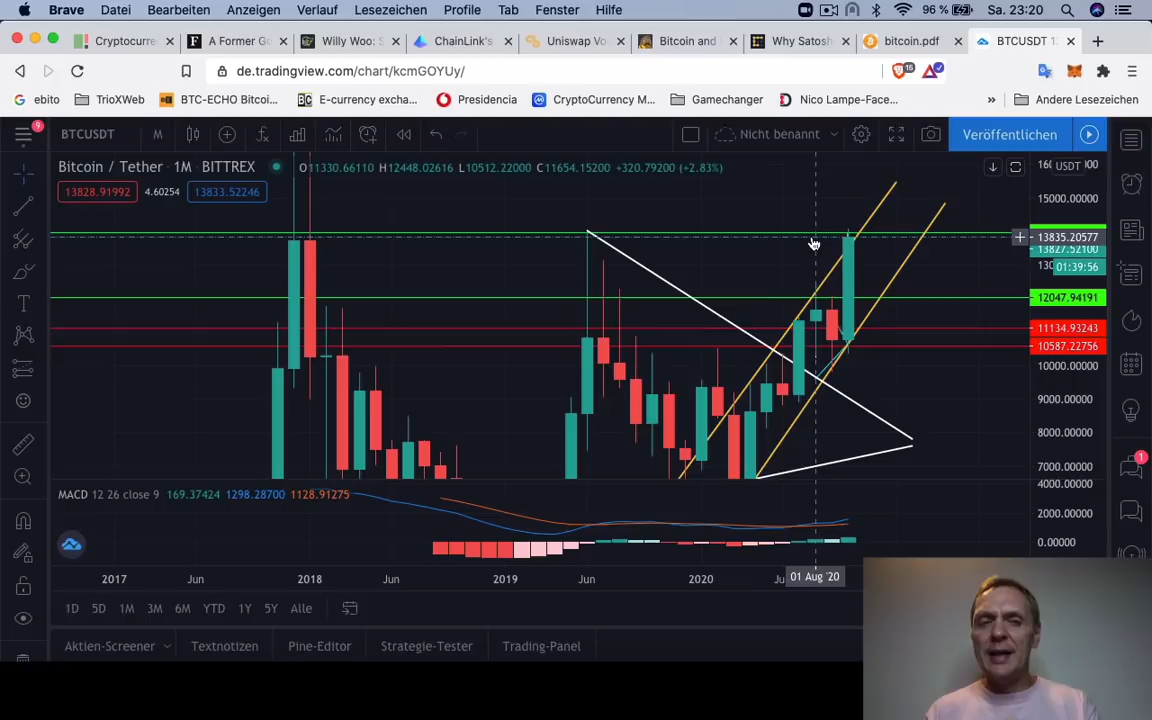 Brave Datei Bearbeiten Anzeigen Verlauf Lesezeichen Profile Tab Fenster Hilfe 96 % Sa. 23:20
Cryptocurre A Former Go Willy Woo: S ChainLink's Uniswap Vo Bitcoin and Why Satosh bitcoin.pdf BTCUSDT 1
de.tradingview.com/chart/kcmGOYUy/ 15
ebito TrioXWeb BTC-ECHO Bitcoi... E-currency excha... Presidencia CryptoCurrency M... Gamechanger Nico Lampe-Face... » Andere Lesezeichen
9 BTCUSDT M Nicht benannt Veröffentlichen
Bitcoin / Tether · 1M · BITTREX O11330.66110 H12448.02616 L10512.22000 C11654.15200 +320.79200 (+2.83%) USDT
13828.91992 4.60254 13833.52246
15000.00000
13835.20577
13827.52100
01:39:56
12047.94191
11134.93243
10587.22756
10000.00000
9000.00000
8000.00000
7000.00000
MACD 12 26 close 9 169.37424 1298.28700 1128.91275
4000.00000
2000.00000
0.00000
2017 Jun 2018 Jun 2019 Jun 2020 01 Aug '20
1D 5D 1M 3M 6M YTD 1Y 5Y Alle
Aktien-Screener Textnotizen Pine-Editor Strategie-Tester Trading-Panel
1